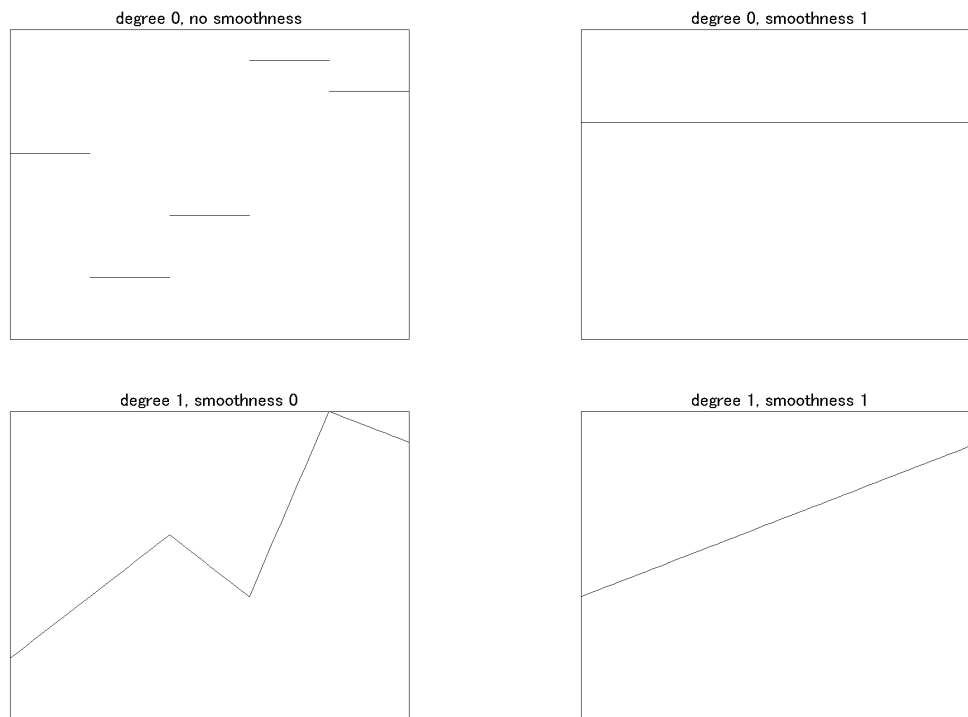 degree 0, no smoothness
degree 0, smoothness 1
degree 1, smoothness 0
degree 1, smoothness 1